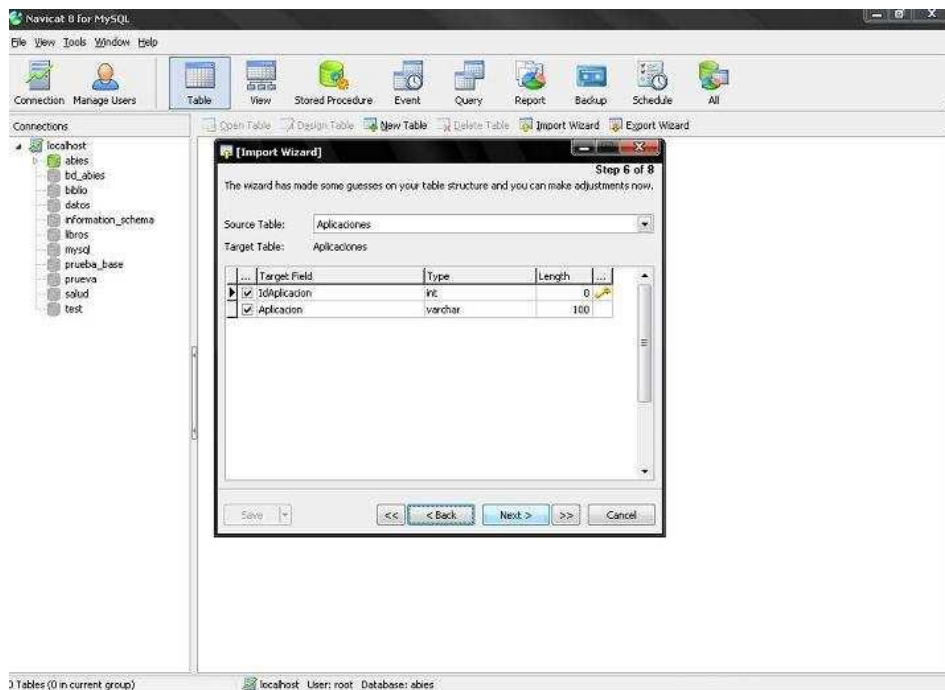 Navicat 8 for MySQL
File View Tools Window Help
Connection Manage Users Table View Stored Procedure Event Query Report Backup Schedule All
Connections
Open Table Design Table New Table Delete Table Import Wizard Export Wizard
localhost
abies
bd_abies
biblio
datos
information_schema
libros
mysql
prueba_base
prueva
salud
test
[Import Wizard]
Step 6 of 8
The wizard has made some guesses on your table structure and you can make adjustments now.
Source Table: Aplicaciones
Target Table: Aplicaciones
... Target Field Type Length ...
IdAplicacion int 0
Aplicacion varchar 100
Save << < Back Next > >> Cancel
0 Tables (0 in current group) localhost User: root Database: abies